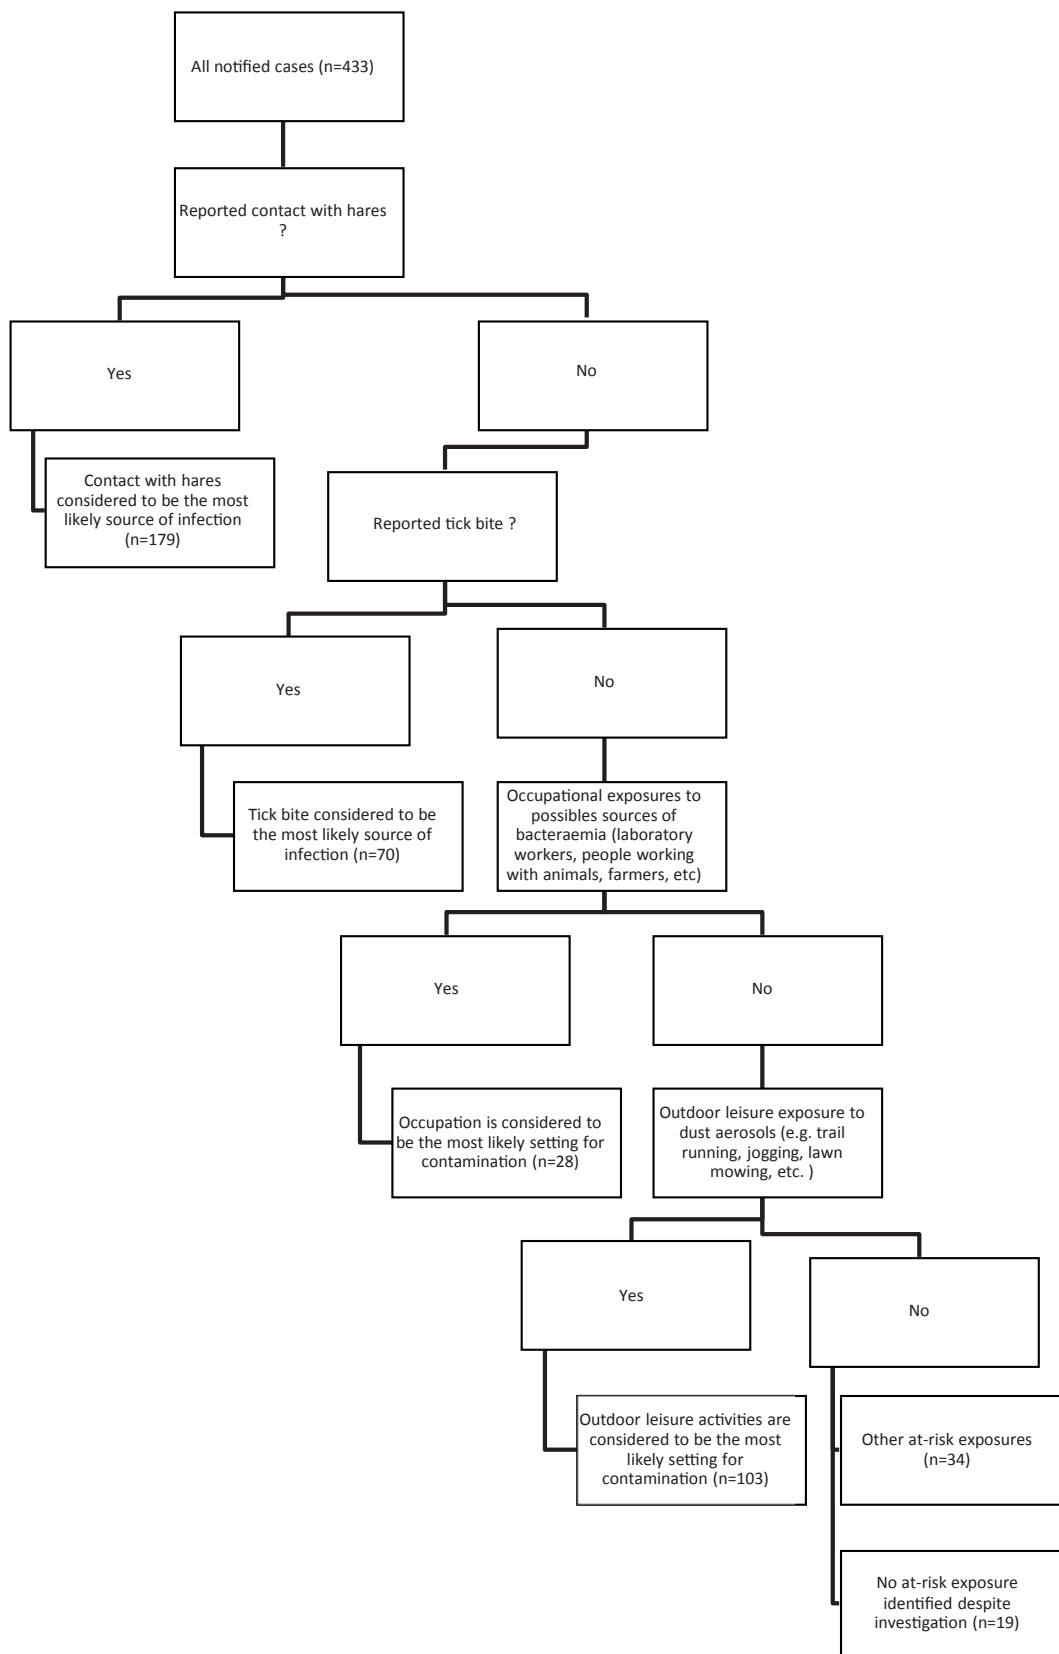 All notified cases (n=433)
Reported contact with hares
?
Yes
No
Contact with hares
considered to be the most
likely source of infection
(n=179)
Reported tick bite ?
Yes
No
Tick bite considered to be
the most likely source of
infection (n=70)
Occupational exposures to
possibles sources of
bacteraemia (laboratory
workers, people working
with animals, farmers, etc)
Yes
No
Occupation is considered to
be the most likely setting for
contamination (n=28)
Outdoor leisure exposure to
dust aerosols (e.g. trail
running, jogging, lawn
mowing, etc. )
Yes
No
Outdoor leisure activities are
considered to be the most
likely setting for
contamination (n=103)
Other at-risk exposures
(n=34)
No at-risk exposure
identified despite
investigation (n=19)